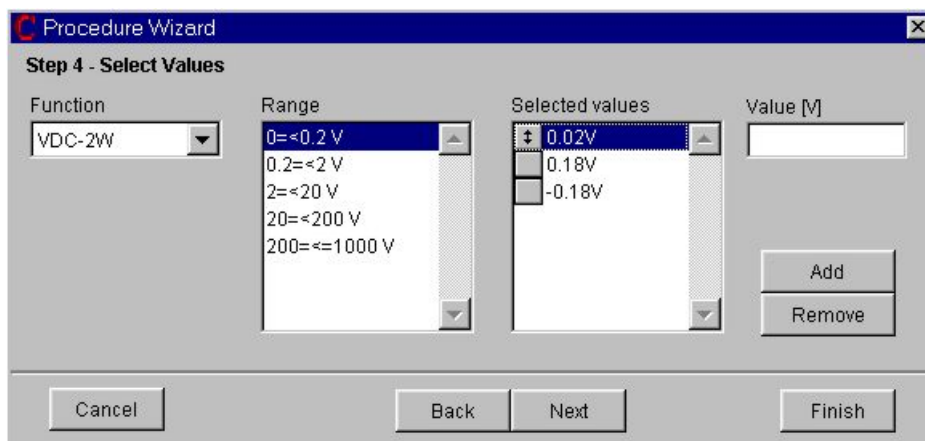 C Procedure Wizard
Step 4 - Select Values
Function
VDC-2W
Range
0=<0.2 V
0.2=<2 V
2=<20 V
20=<200 V
200=<=1000 V
Selected values
0.02V
0.18V
-0.18V
Value [V]
Add
Remove
Cancel
Back
Next
Finish